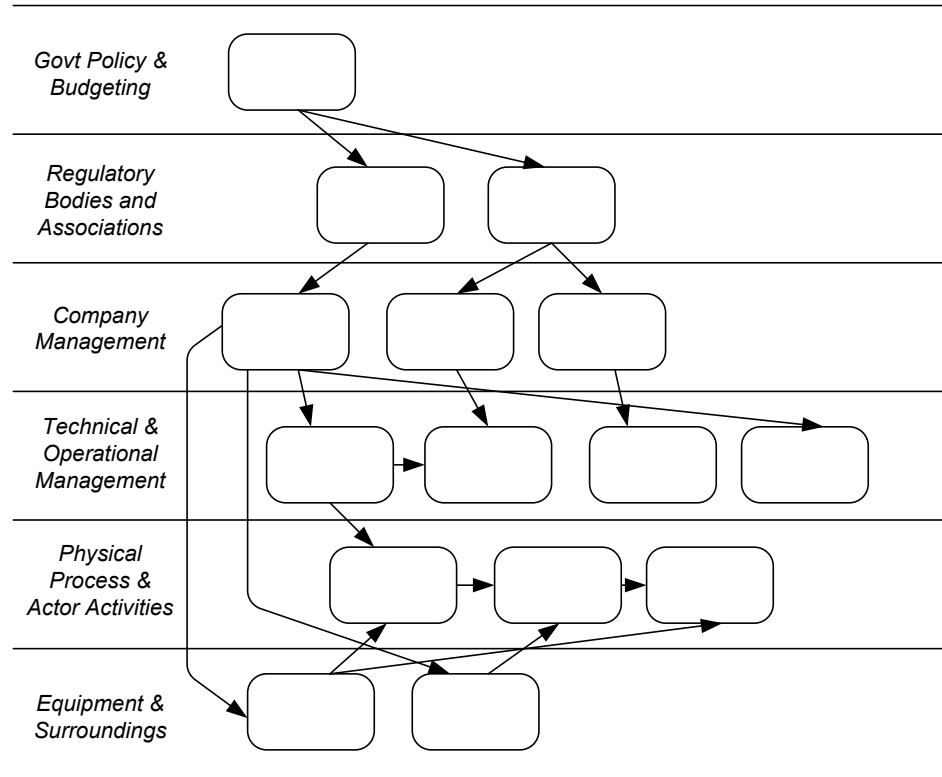 Govt Policy &
Budgeting
Regulatory
Bodies and
Associations
Company
Management
Technical &
Operational
Management
Physical
Process &
Actor Activities
Equipment &
Surroundings